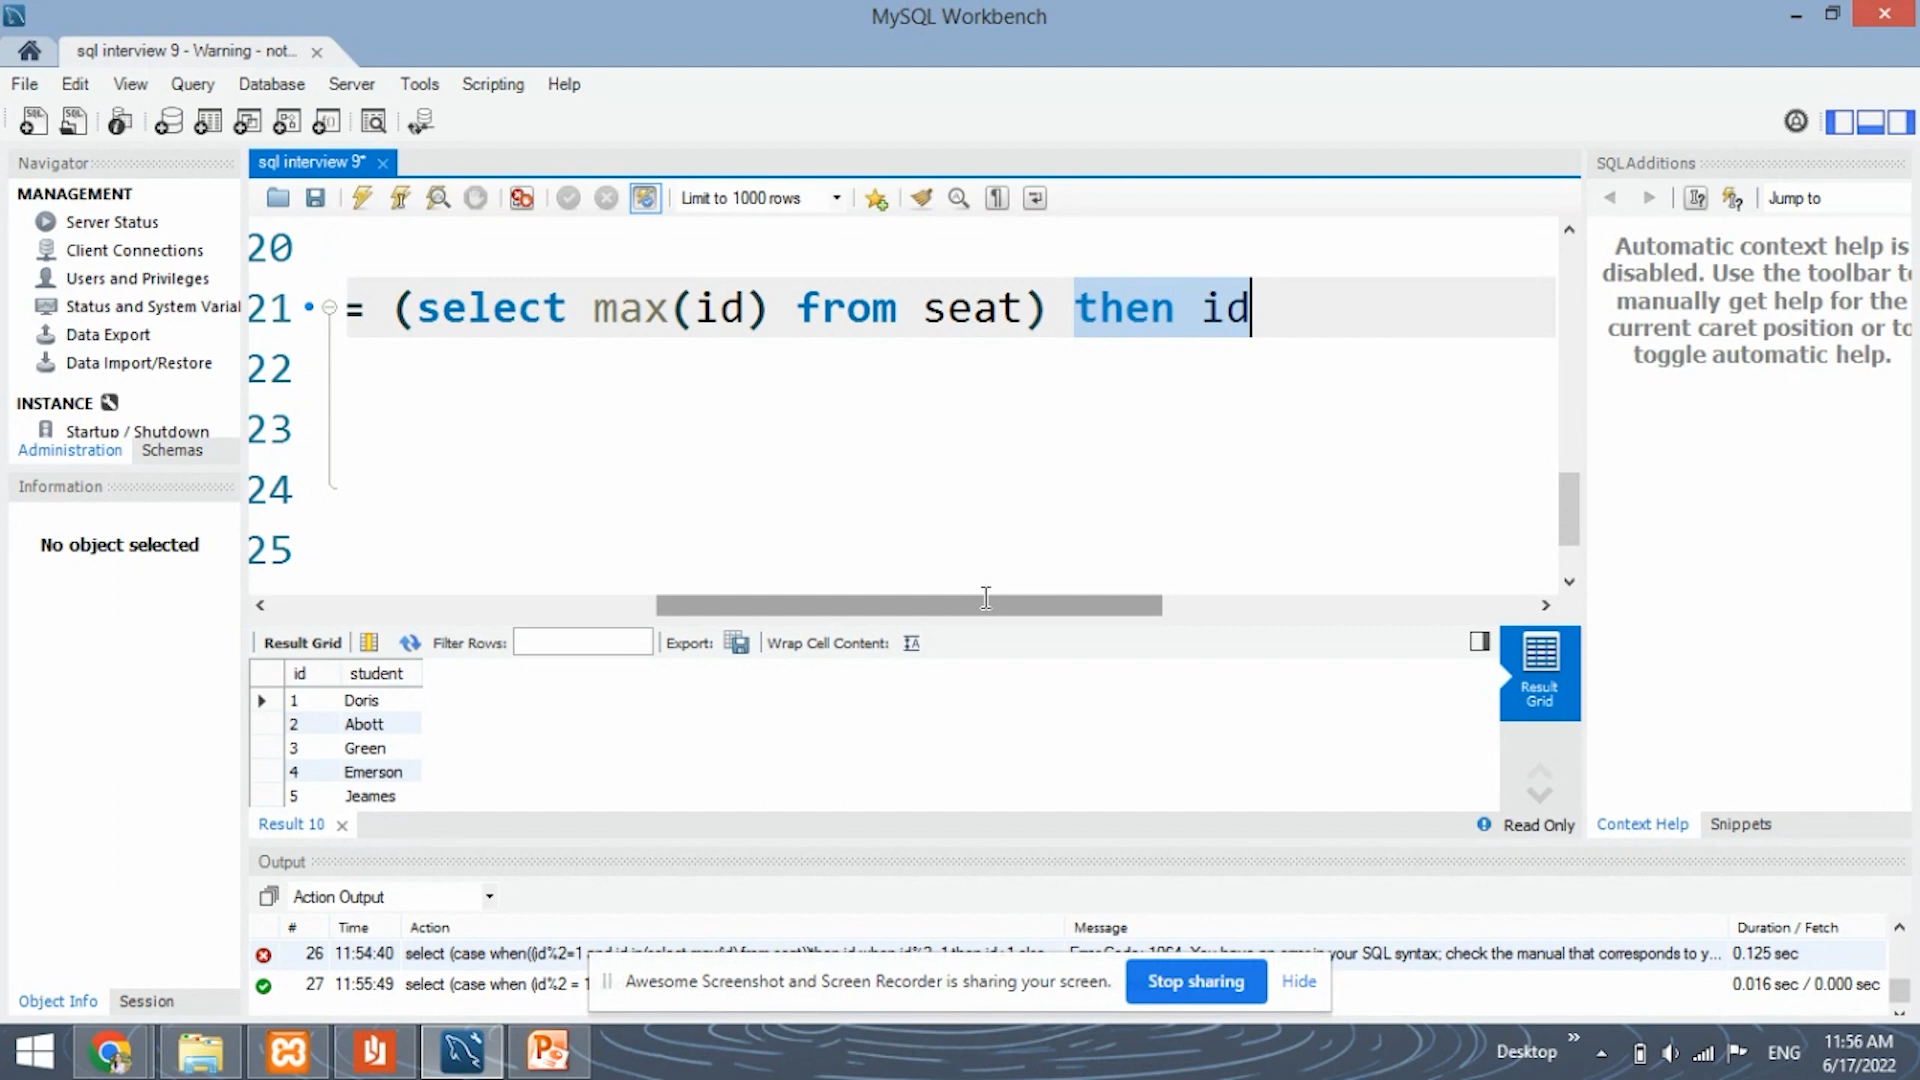 MySQL Workbench
sql interview 9 - Warning - not...
File Edit View Query Database Server Tools Scripting Help
Navigator
MANAGEMENT
Server Status
Client Connections
Users and Privileges
Status and System Varial
Data Export
Data Import/Restore
INSTANCE
Startup / Shutdown
Administration Schemas
Information
No object selected
Object Info Session
sql interview 9*
Limit to 1000 rows
20
21 = (select max(id) from seat) then id
22
23
24
25
Result Grid Filter Rows: Export: Wrap Cell Content:
id student
1 Doris
2 Abott
3 Green
4 Emerson
5 Jeames
Result Grid
Result 10 Read Only
SQLAdditions
Jump to
Automatic context help is
disabled. Use the toolbar to
manually get help for the
current caret position or to
toggle automatic help.
Context Help Snippets
Output
Action Output
# Time Action Message Duration / Fetch
26 11:54:40 your SQL syntax; check the manual that corresponds to y... 0.125 sec
27 11:55:49 select (case when (id%2 = 1 0.016 sec / 0.000 sec
Awesome Screenshot and Screen Recorder is sharing your screen. Stop sharing Hide
Desktop ENG 11:56 AM
6/17/2022